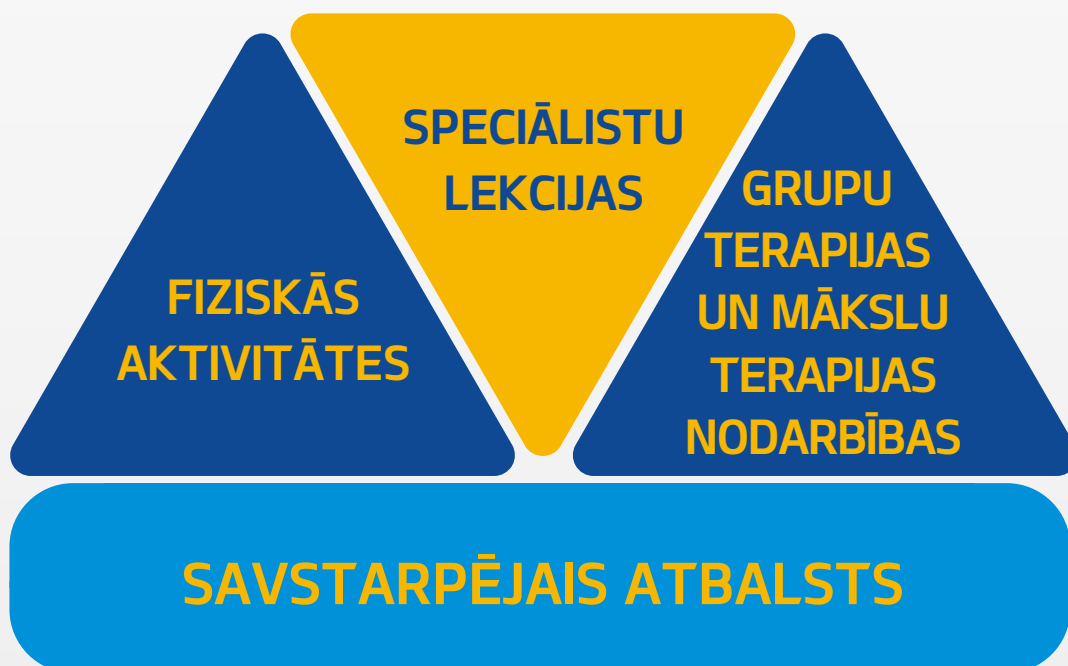 FIZISKĀS
AKTIVITĀTES
SPECIĀLISTU
LEKCIJAS
GRUPU
TERAPIJAS
UN MĀKSLU
TERAPIJAS
NODARBĪBAS
SAVSTARPĒJAIS ATBALSTS